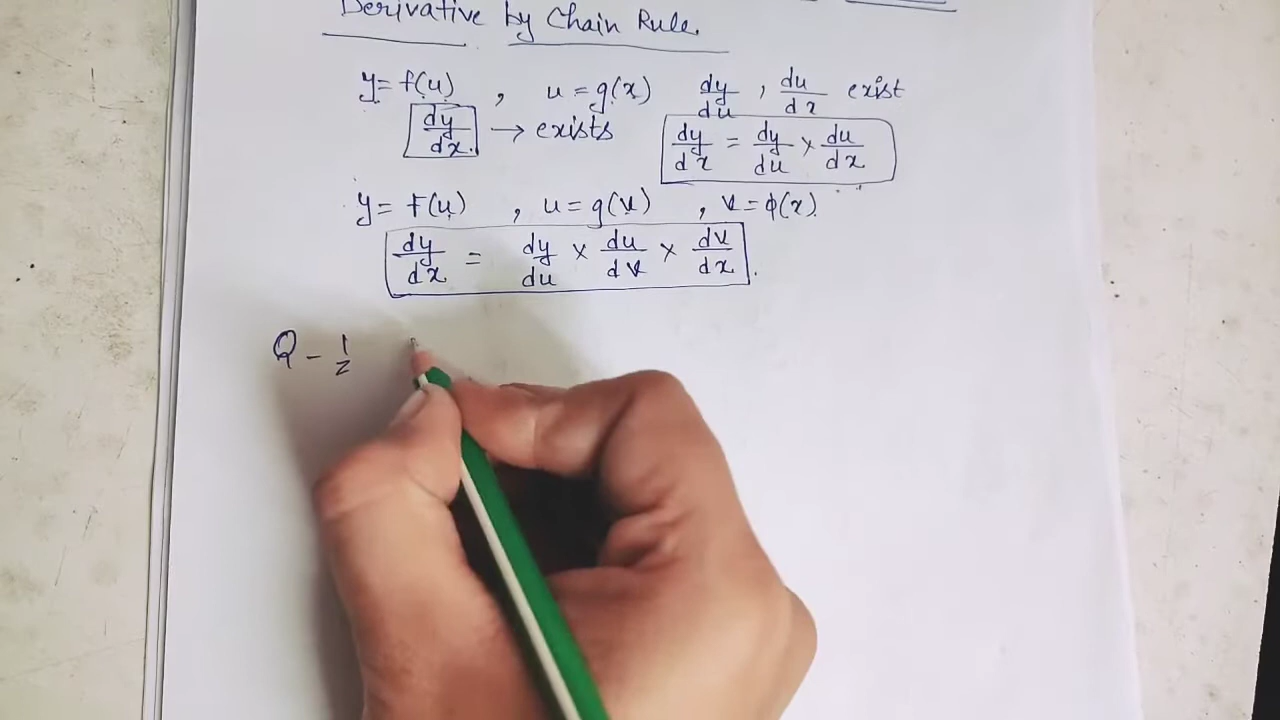 Derivative by Chain Rule.
y = f(u) , u = g(x) dy/du , du/dx exist
dy/dx → exists dy/dx = dy/du × du/dx
y = f(u) , u = g(v) , v = φ(x)
dy/dx = dy/du × du/dv × dv/dx .
Q - 1/2